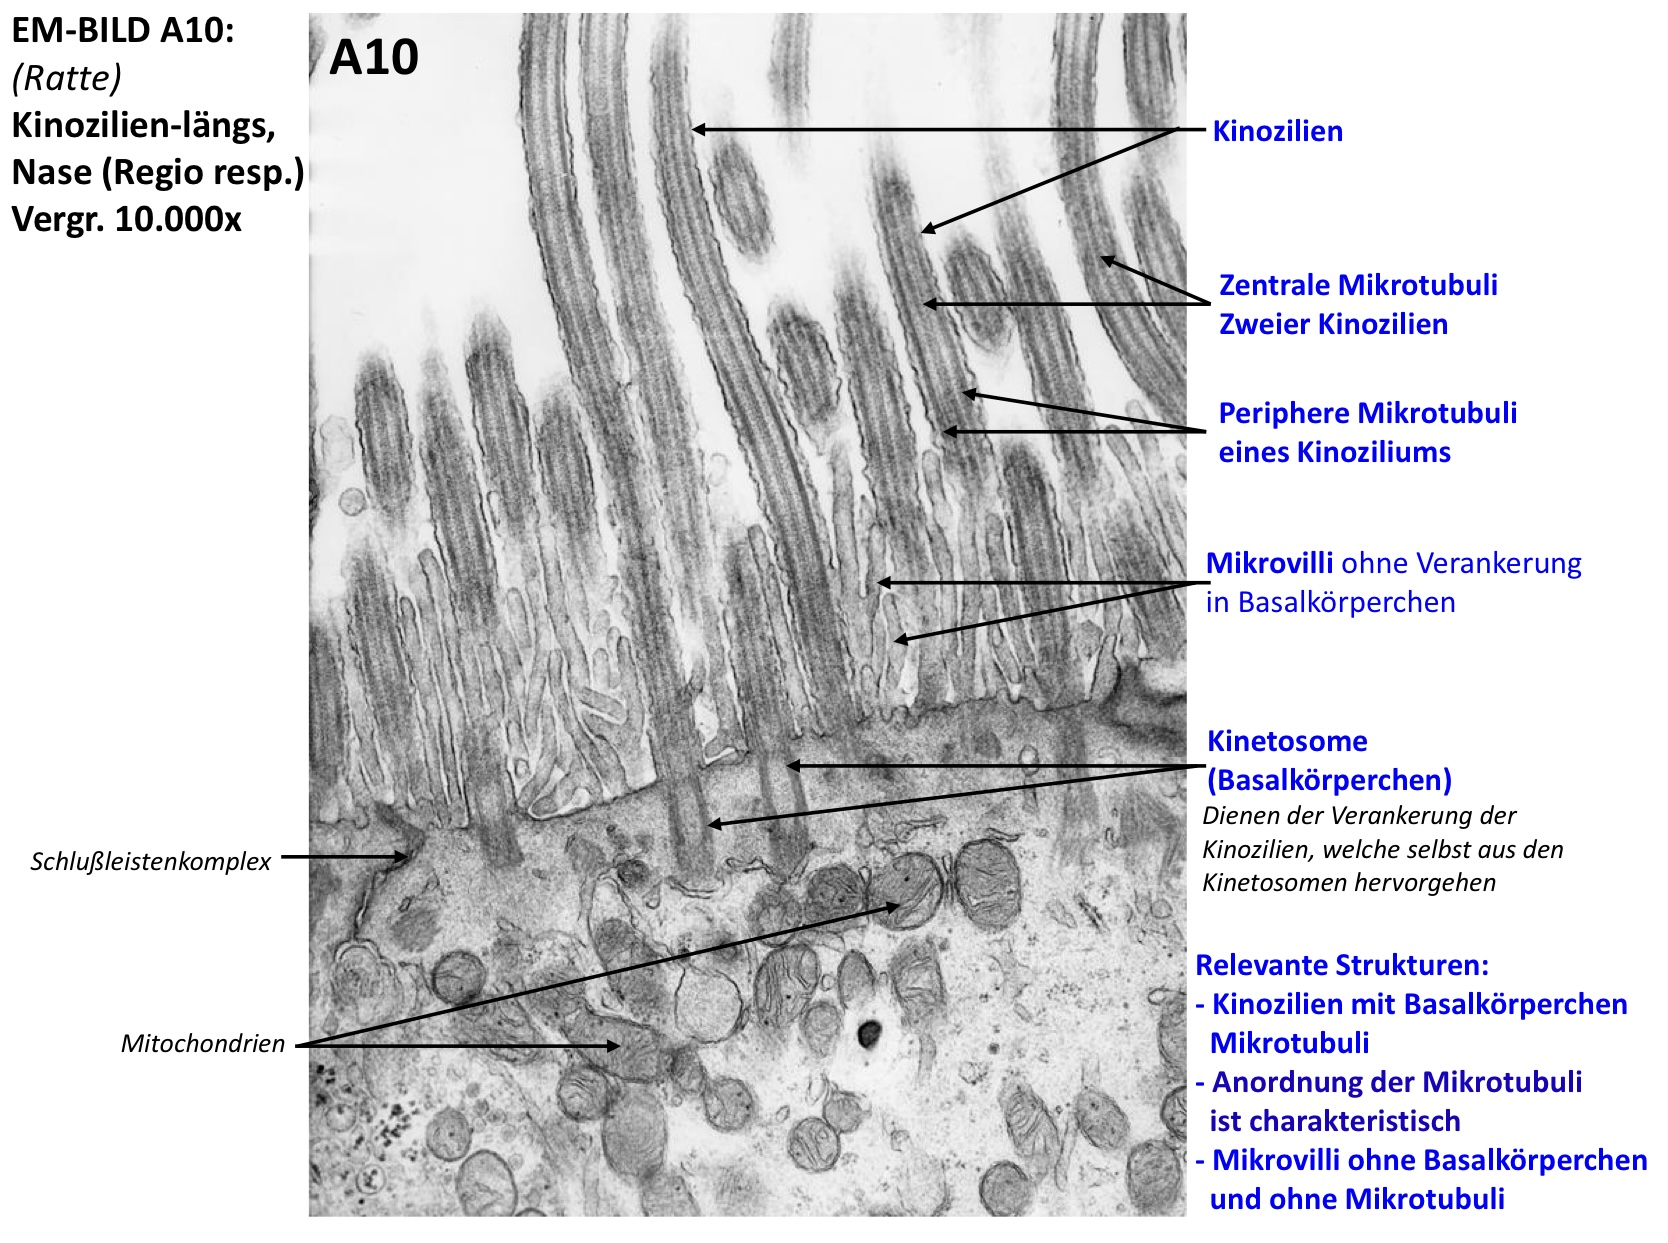 EM-BILD A10:
(Ratte)
Kinozilien-längs,
Nase (Regio resp.)
Vergr. 10.000x
A10
Kinozilien
Zentrale Mikrotubuli
Zweier Kinozilien
Periphere Mikrotubuli
eines Kinoziliums
Mikrovilli ohne Verankerung
in Basalkörperchen
Kinetosome
(Basalkörperchen)
Dienen der Verankerung der
Kinozilien, welche selbst aus den
Kinetosomen hervorgehen
Schlußleistenkomplex
Mitochondrien
Relevante Strukturen:
- Kinozilien mit Basalkörperchen
Mikrotubuli
- Anordnung der Mikrotubuli
ist charakteristisch
- Mikrovilli ohne Basalkörperchen
und ohne Mikrotubuli